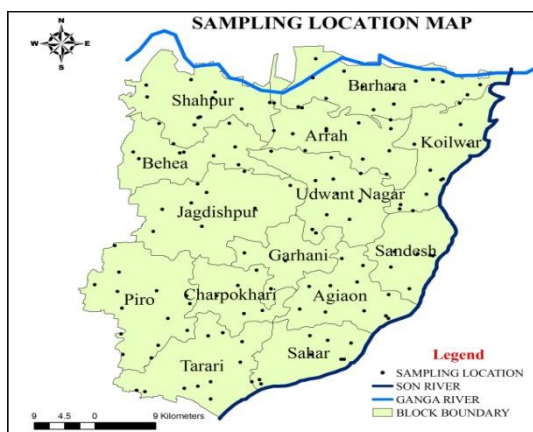 SAMPLING LOCATION MAP
N
W E
S
Barhara
Shahpur
Arrah
Koilwar
Behea
Udwant Nagar
Jagdishpur
Garhani
Sandesh
Piro
Charpokhari
Agiaon
Sahar
Tarari
Legend
SAMPLING LOCATION
SON RIVER
GANGA RIVER
BLOCK BOUNDARY
9 4.5 0 9 Kilometers